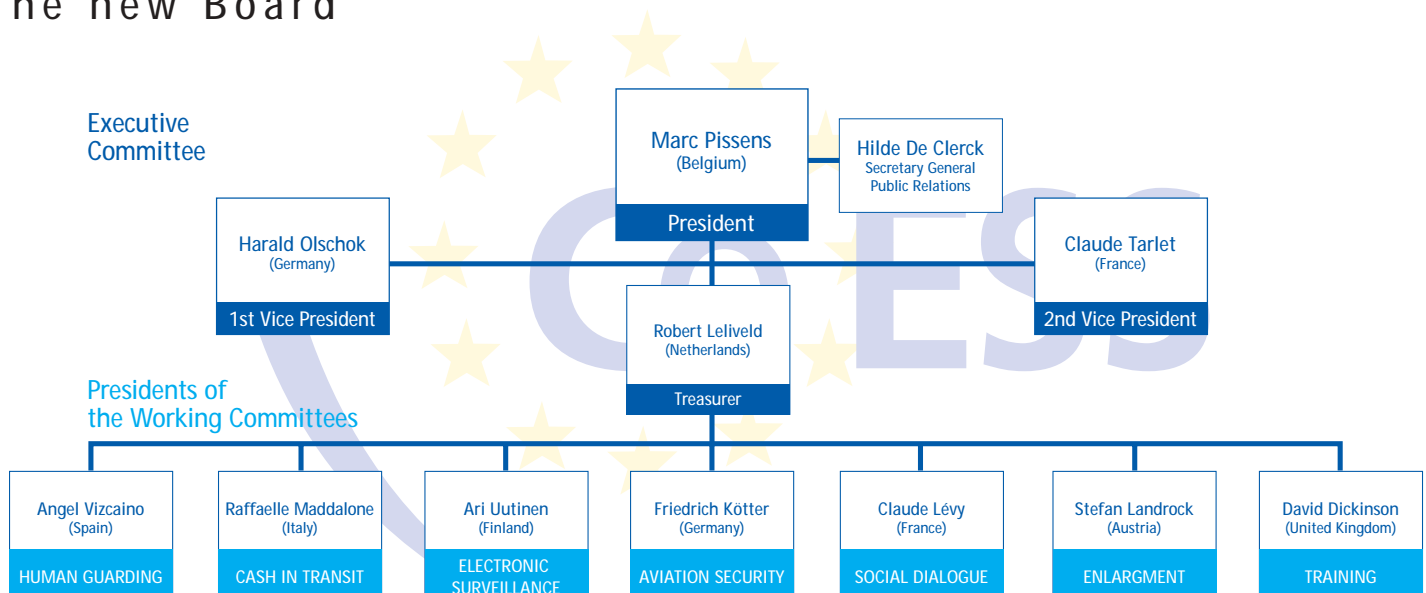 he new Board
Executive
Committee
Marc Pissens
(Belgium)
President
Hilde De Clerck
Secretary General
Public Relations
Harald Olschok
(Germany)
1st Vice President
Claude Tarlet
(France)
2nd Vice President
Robert Leliveld
(Netherlands)
Treasurer
CoESS
Presidents of
the Working Committees
Angel Vizcaino
(Spain)
HUMAN GUARDING
Raffaelle Maddalone
(Italy)
CASH IN TRANSIT
Ari Uutinen
(Finland)
ELECTRONIC
SURVEILLANCE
Friedrich Kötter
(Germany)
AVIATION SECURITY
Claude Lévy
(France)
SOCIAL DIALOGUE
Stefan Landrock
(Austria)
ENLARGMENT
David Dickinson
(United Kingdom)
TRAINING